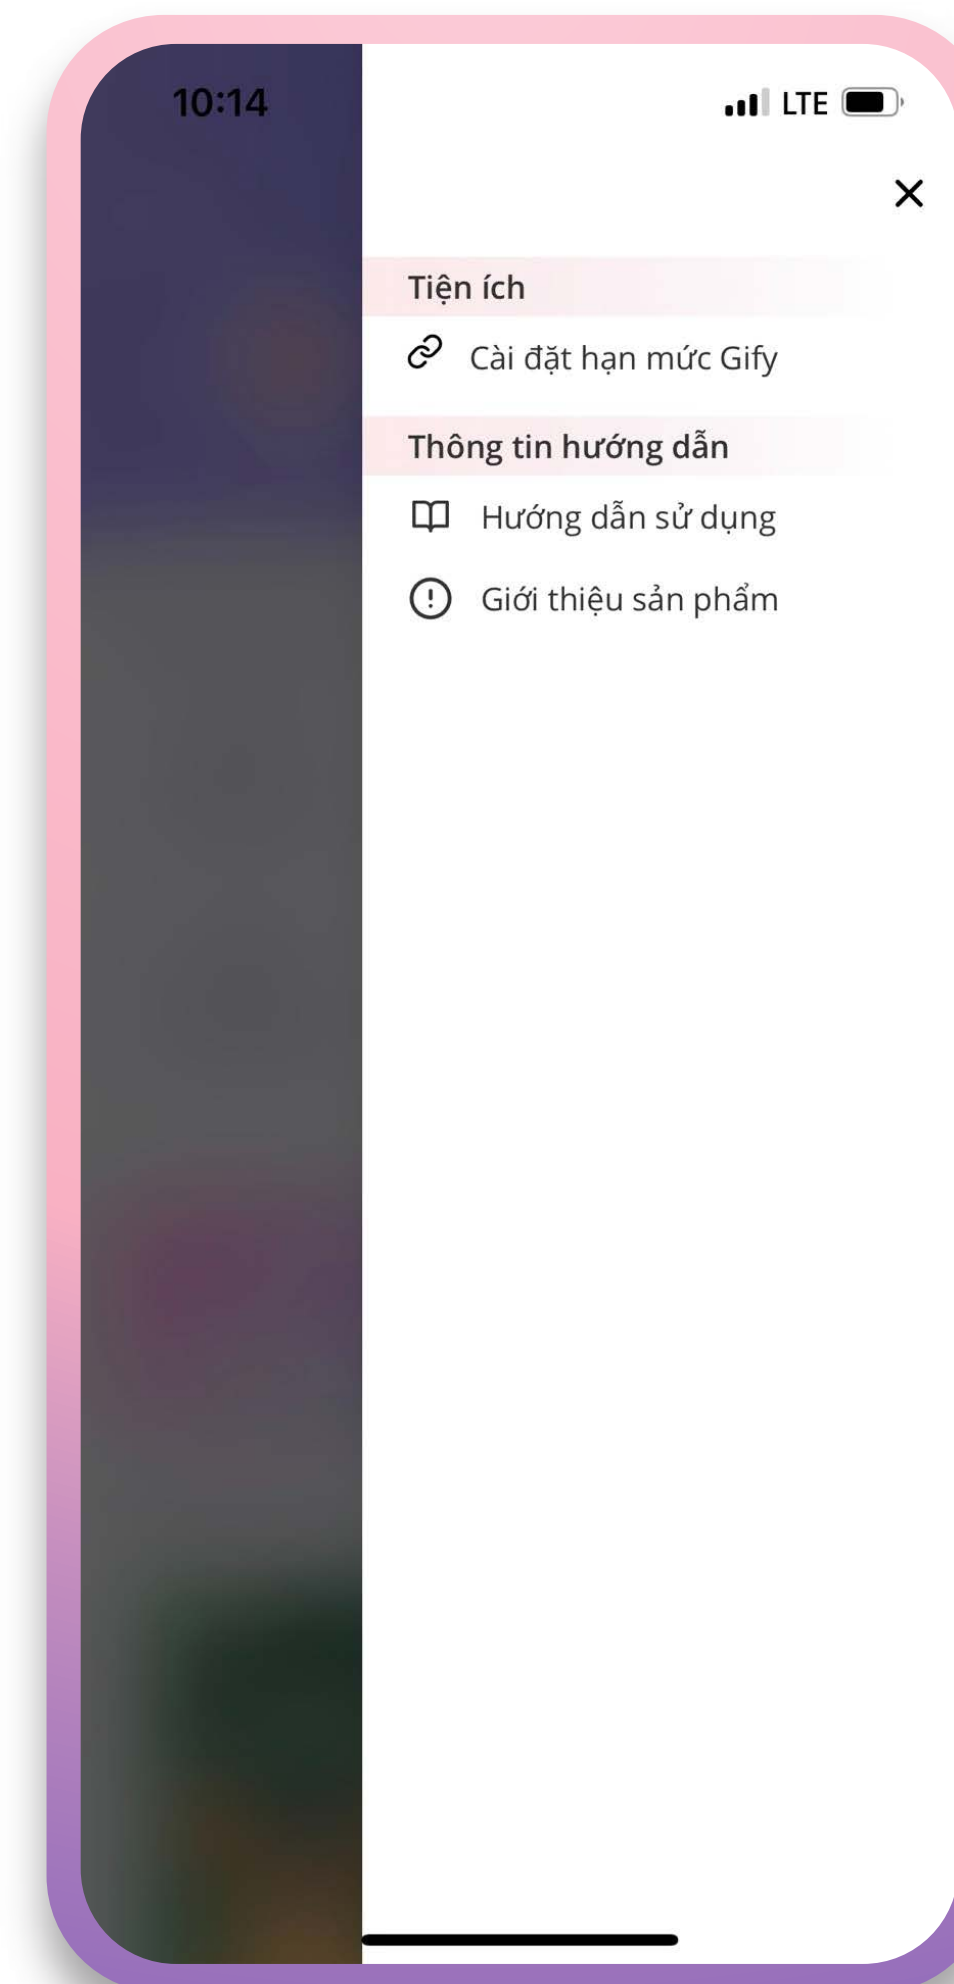 10:14 LTE
Tiện ích
Cài đặt hạn mức Gify
Thông tin hướng dẫn
Hướng dẫn sử dụng
Giới thiệu sản phẩm